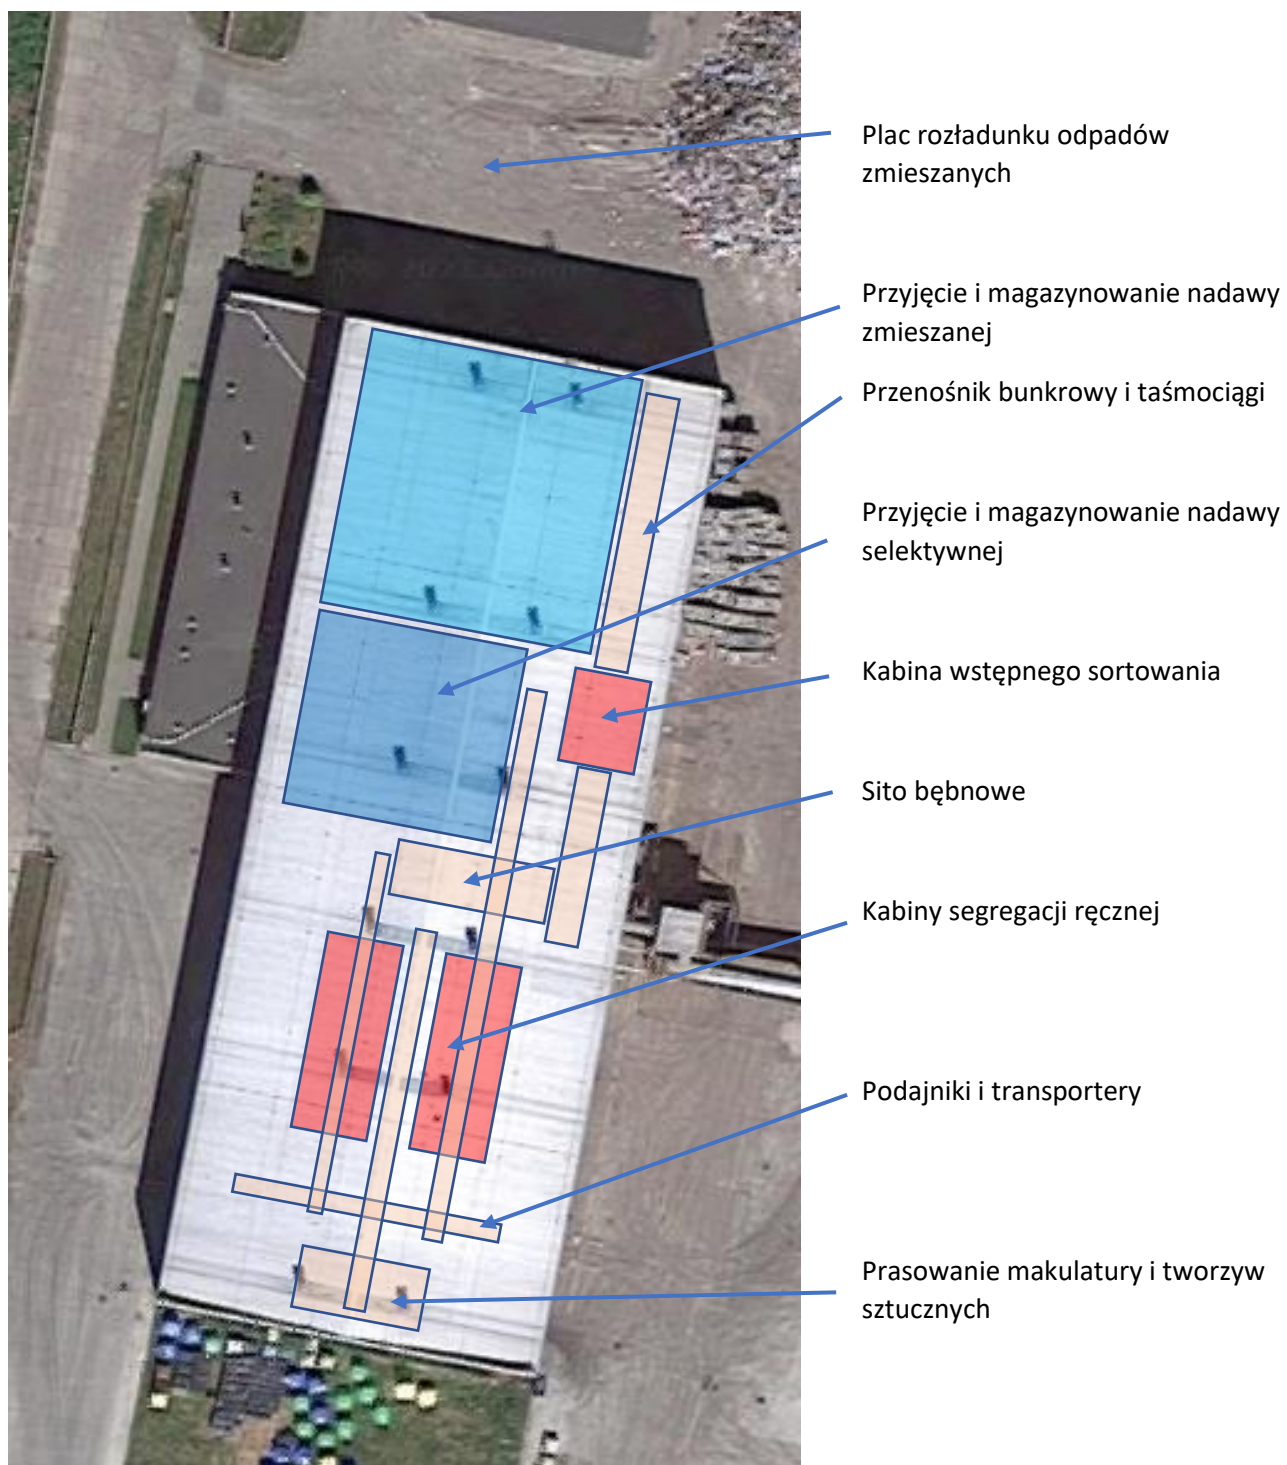 Plac rozładunku odpadów
zmieszanych
Przyjęcie i magazynowanie nadawy
zmieszanej
Przenośnik bunkrowy i taśmociągi
Przyjęcie i magazynowanie nadawy
selektywnej
Kabina wstępnego sortowania
Sito bębnowe
Kabiny segregacji ręcznej
Podajniki i transportery
Prasowanie makulatury i tworzyw
sztucznych